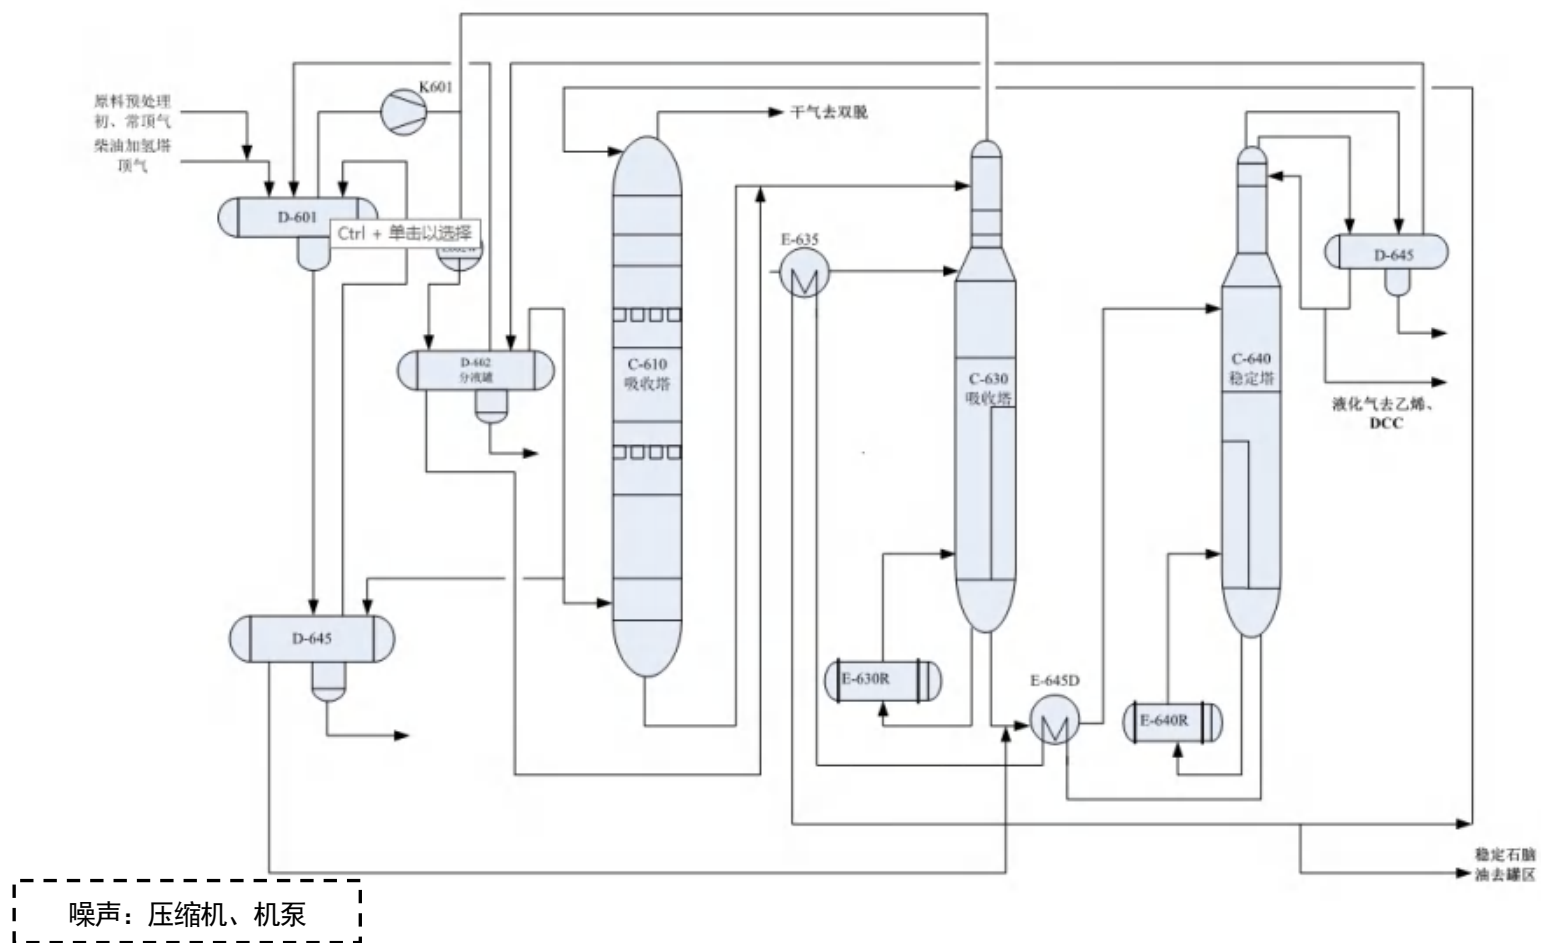 原料预处理
初、常顶气
柴油加氢塔
顶气
K601
干气去双脱
D-601
Ctrl + 单击以选择
E-635
D-645
D-602
分液罐
C-610
吸收塔
C-630
吸收塔
C-640
稳定塔
液化气去乙烯、
DCC
D-645
E-630R
E-645D
E-640R
稳定石脑
油去罐区
噪声：压缩机、机泵